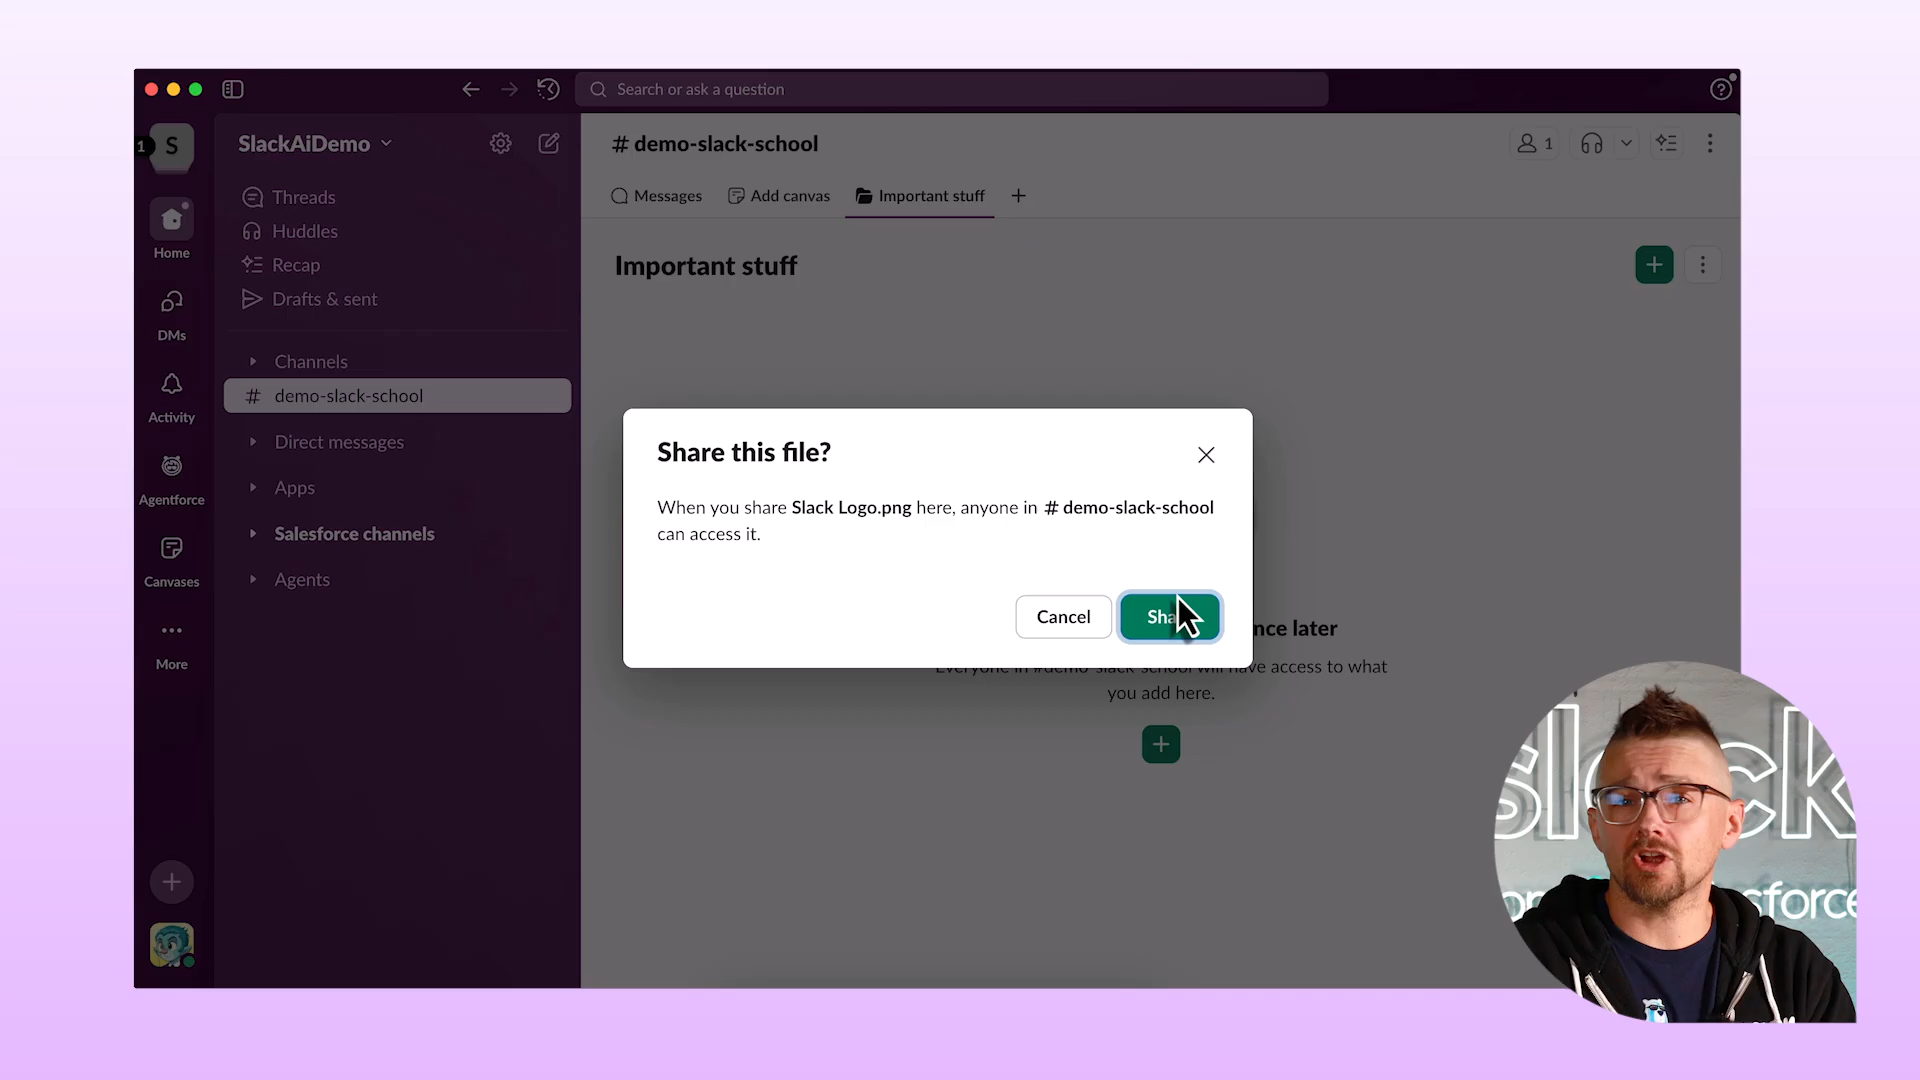 Search or ask a question
1
S
SlackAiDemo
# demo-slack-school
1
Threads
Messages
Add canvas
Important stuff
Huddles
Home
Recap
Important stuff
Drafts & sent
DMs
Channels
# demo-slack-school
Activity
Direct messages
Share this file?
Apps
Agentforce
When you share Slack Logo.png here, anyone in # demo-slack-school
can access it.
Salesforce channels
Canvases
Agents
Cancel
later
More
access to what
you add here.
slack